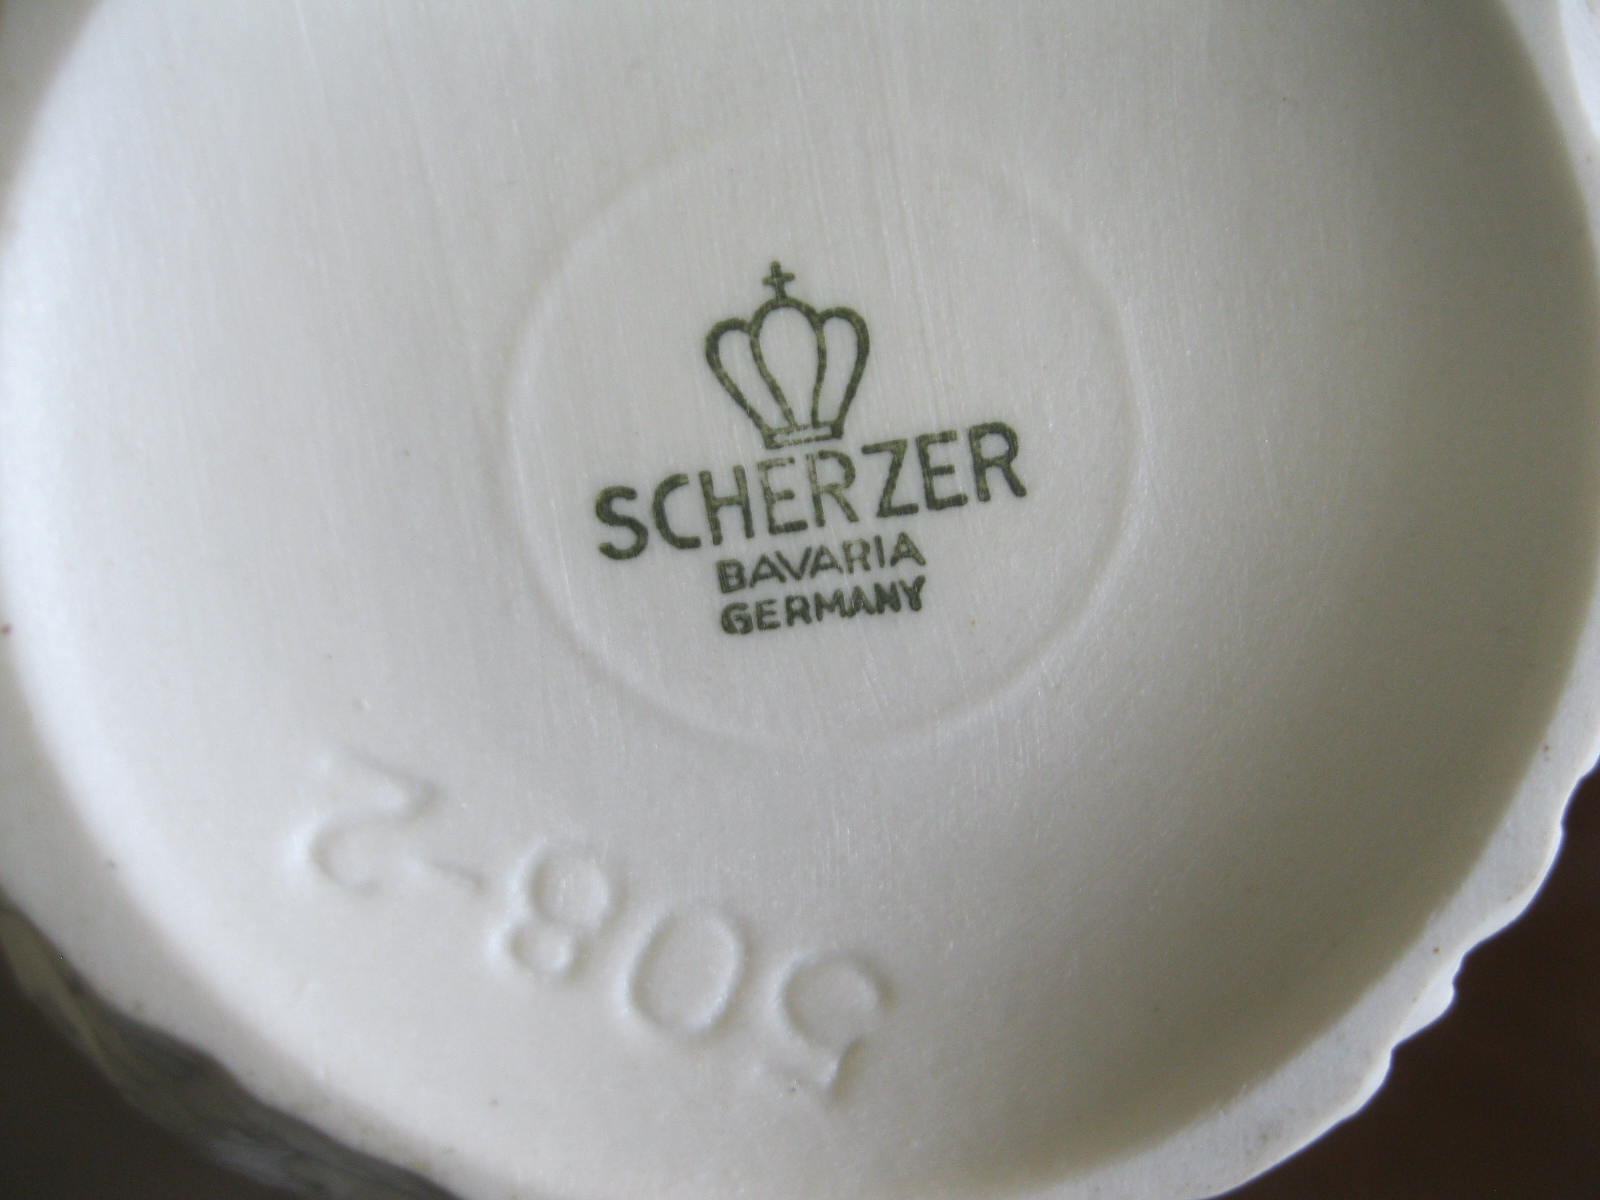 SCHERZER
BAVARIA
GERMANY
508-2